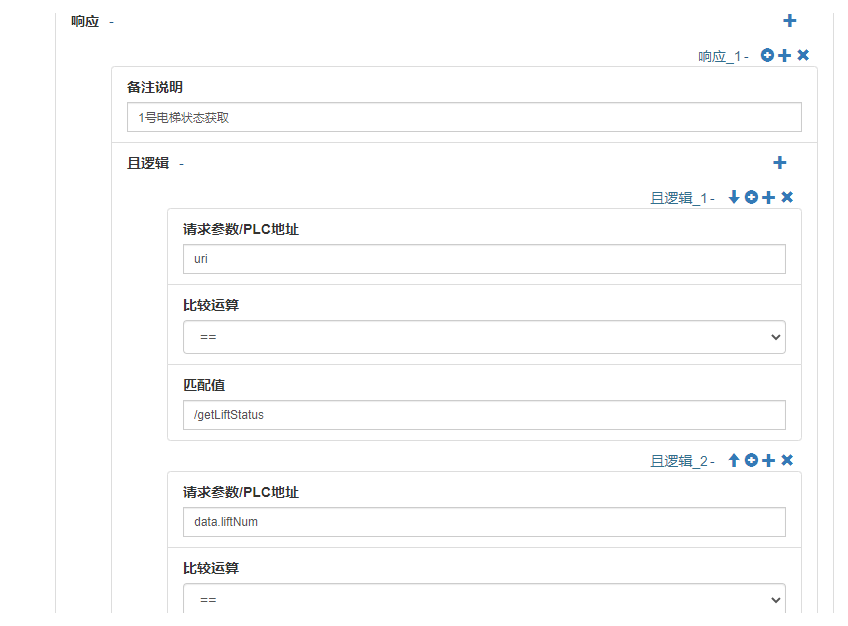 响应 -
响应_1 -
备注说明
1号电梯状态获取
且逻辑 -
且逻辑_1 -
请求参数/PLC地址
uri
比较运算
==
匹配值
/getLiftStatus
且逻辑_2 -
请求参数/PLC地址
data.liftNum
比较运算
==